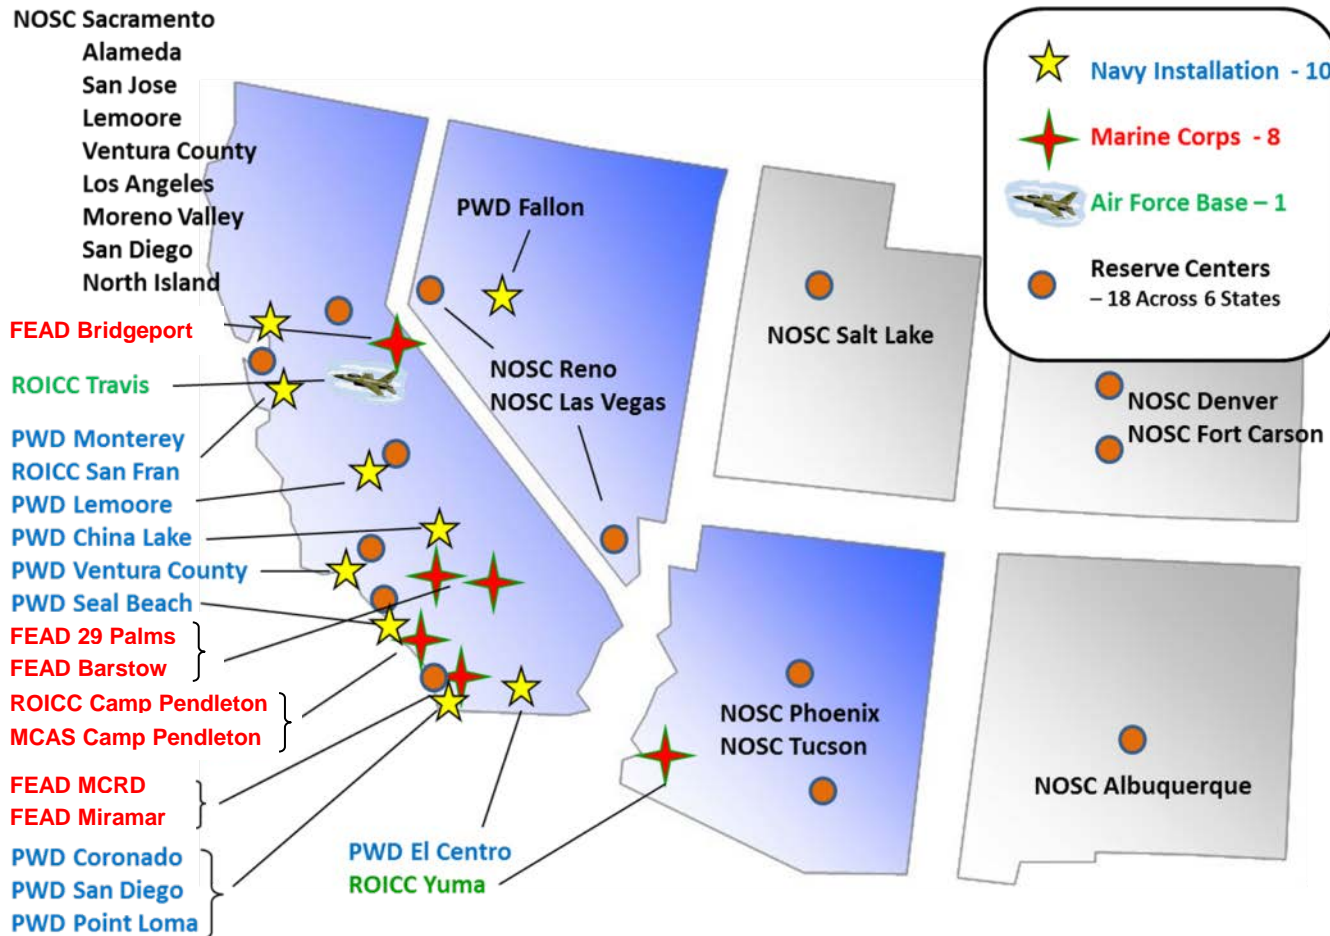 NOSC Sacramento
Alameda
San Jose
Lemoore
Ventura County
Los Angeles
Moreno Valley
San Diego
North Island
FEAD Bridgeport
ROICC Travis
PWD Monterey
ROICC San Fran
PWD Lemoore
PWD China Lake
PWD Ventura County
PWD Seal Beach
FEAD 29 Palms
FEAD Barstow
ROICC Camp Pendleton
MCAS Camp Pendleton
FEAD MCRD
FEAD Miramar
PWD Coronado
PWD San Diego
PWD Point Loma
PWD El Centro
ROICC Yuma
PWD Fallon
NOSC Reno
NOSC Las Vegas
NOSC Salt Lake
NOSC Denver
NOSC Fort Carson
NOSC Phoenix
NOSC Tucson
NOSC Albuquerque
Navy Installation - 10
Marine Corps - 8
Air Force Base – 1
Reserve Centers
– 18 Across 6 States